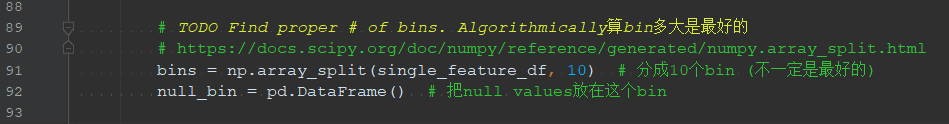 88
89 # TODO Find proper # of bins. Algorithmically算bin多大是最好的
90 # https://docs.scipy.org/doc/numpy/reference/generated/numpy.array_split.html
91 bins = np.array_split(single_feature_df, 10) # 分成10个bin (不一定是最好的)
92 null_bin = pd.DataFrame() # 把null values放在这个bin
93